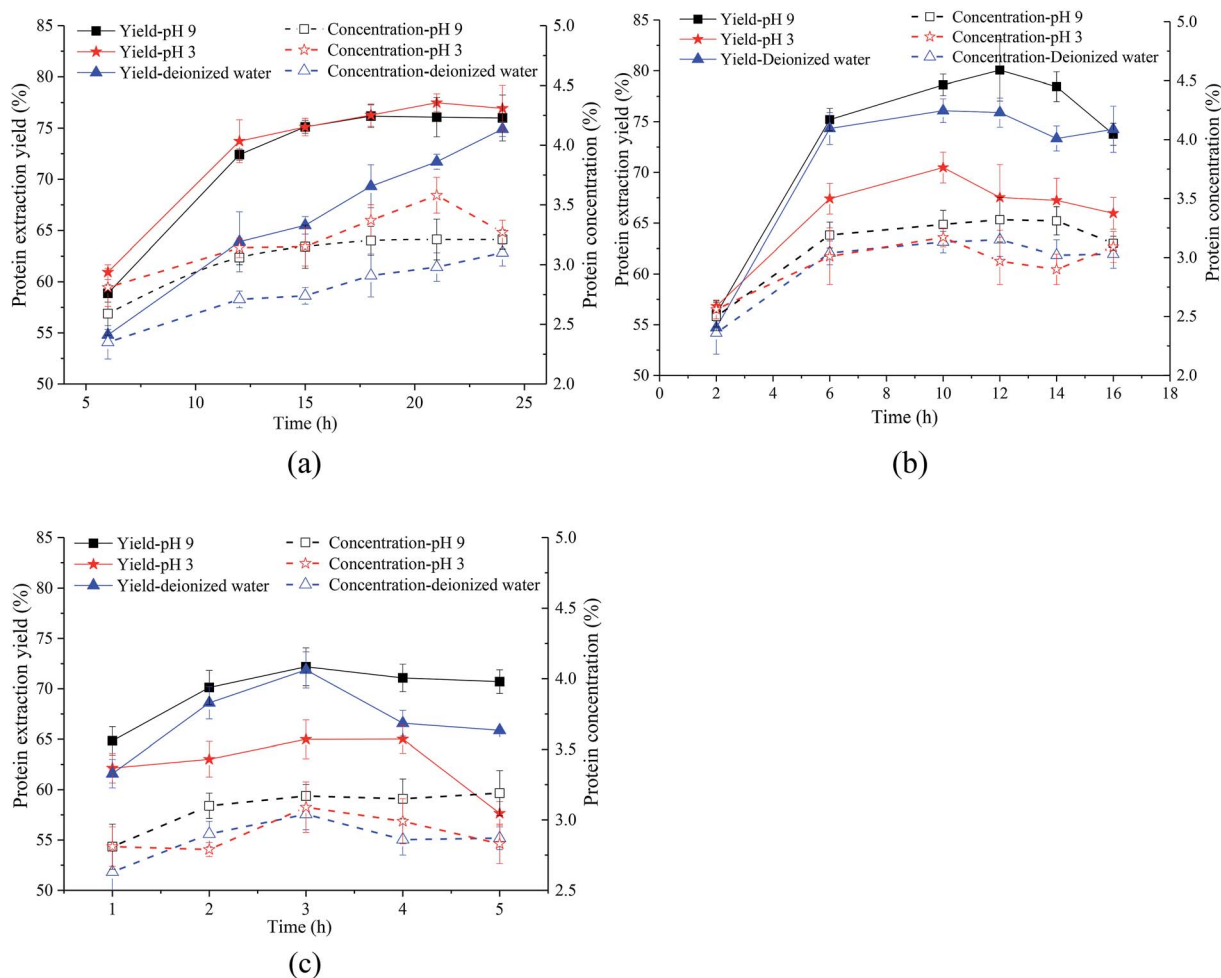 Yield-pH 9
Yield-pH 3
Yield-deionized water
Concentration-pH 9
Concentration-pH 3
Concentration-deionized water
Protein extraction yield (%)
85
80
75
70
65
60
55
50
5.0
4.5
4.0
3.5
3.0
2.5
2.0
Protein concentration (%)
5 10 15 20 25
Time (h)
(a)
Yield-pH 9
Yield-pH 3
Yield-Deionized water
Concentration-pH 9
Concentration-pH 3
Concentration-Deionized water
Protein extraction yield (%)
85
80
75
70
65
60
55
50
5.0
4.5
4.0
3.5
3.0
2.5
2.0
Protein concentration (%)
0 2 4 6 8 10 12 14 16 18
Time (h)
(b)
Yield-pH 9
Yield-pH 3
Yield-deionized water
Concentration-pH 9
Concentration-pH 3
Concentration-deionized water
Protein extraction yield (%)
85
80
75
70
65
60
55
50
5.0
4.5
4.0
3.5
3.0
2.5
Protein concentration (%)
1 2 3 4 5
Time (h)
(c)